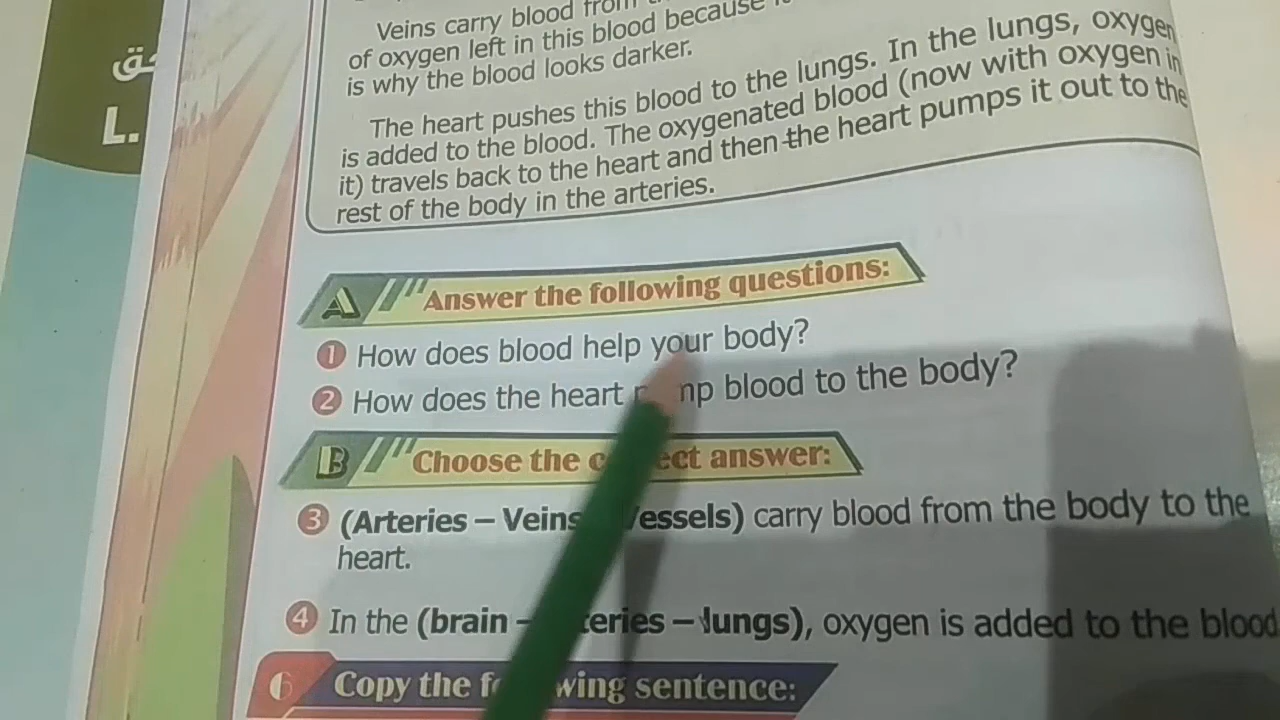 Veins carry blood from
of oxygen left in this blood because
is why the blood looks darker.
The heart pushes this blood to the lungs. In the lungs, oxygen
is added to the blood. The oxygenated blood (now with oxygen in
it) travels back to the heart and then the heart pumps it out to the
rest of the body in the arteries.
A Answer the following questions:
1 How does blood help your body?
2 How does the heart blood to the body?
B Choose the answer:
3 (Arteries – Veins carry blood from the body to the
heart.
4 In the (brain – – lungs), oxygen is added to the blood
6 Copy the sentence:
L.